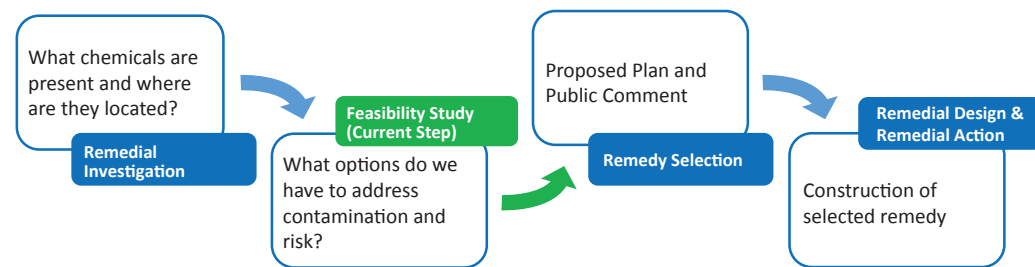 What chemicals are
present and where
are they located?
Remedial
Investigation
Feasibility Study
(Current Step)
What options do we
have to address
contamination and
risk?
Proposed Plan and
Public Comment
Remedy Selection
Remedial Design &
Remedial Action
Construction of
selected remedy